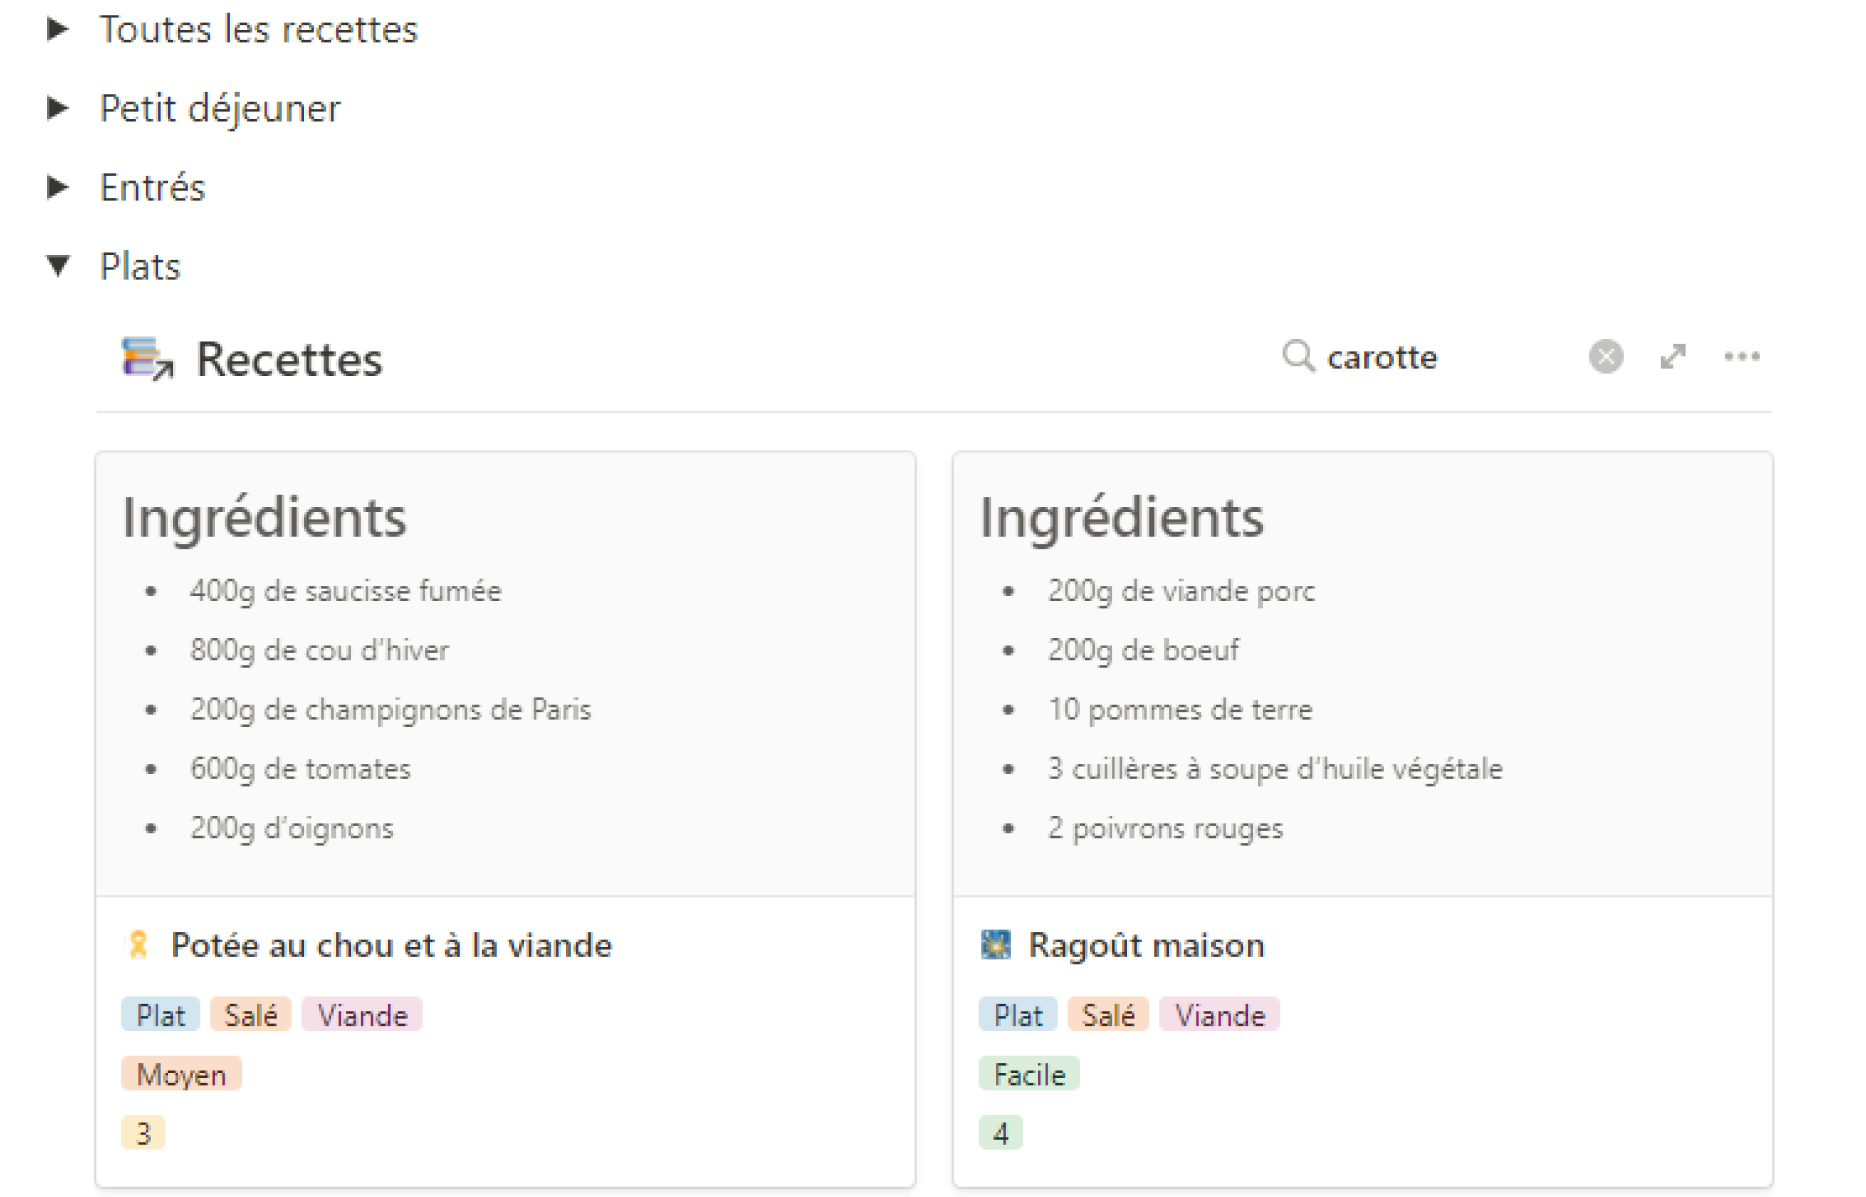 Toutes les recettes
Petit déjeuner
Entrés
Plats
Recettes
carotte
Ingrédients
400g de saucisse fumée
800g de cou d'hiver
200g de champignons de Paris
600g de tomates
200g d'oignons
Potée au chou et à la viande
Plat Salé Viande
Moyen
3
Ingrédients
200g de viande porc
200g de boeuf
10 pommes de terre
3 cuillères à soupe d'huile végétale
2 poivrons rouges
Ragoût maison
Plat Salé Viande
Facile
4